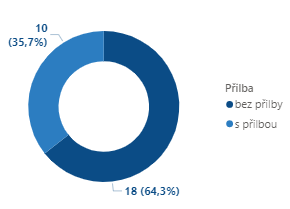 10
(35,7%)
Přilba
bez přilby
s přilbou
18 (64,3%)